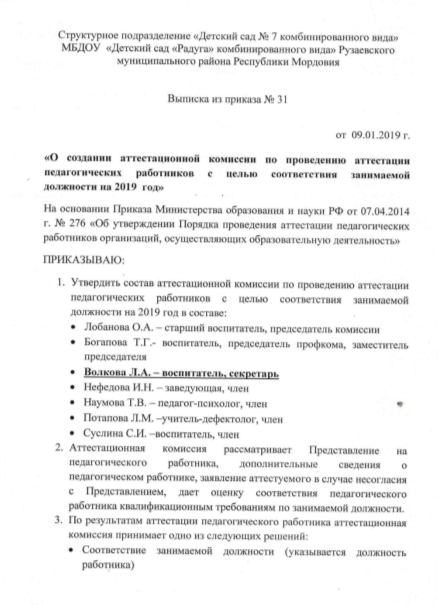 Структурное подразделение «Детский сад № 7 комбинированного вида»
МБДОУ «Детский сад «Радуга» комбинированного вида» Рузаевского
муниципального района Республики Мордовия
Выписка из приказа № 31
от 09.01.2019 г.
«О создании аттестационной комиссии по проведению аттестации
педагогических работников с целью соответствия занимаемой
должности на 2019 год»
На основании Приказа Министерства образования и науки РФ от 07.04.2014
г. № 276 «Об утверждении Порядка проведения аттестации педагогических
работников организаций, осуществляющих образовательную деятельность»
ПРИКАЗЫВАЮ:
1. Утвердить состав аттестационной комиссии по проведению аттестации
педагогических работников с целью соответствия занимаемой
должности на 2019 год в составе:
• Лобанова О.А. – старший воспитатель, председатель комиссии
• Богапова Т.Г.- воспитатель, председатель профкома, заместитель
председателя
• Волкова Л.А. – воспитатель, секретарь
• Нефедова И.Н. – заведующая, член
• Наумова Т.В. – педагог-психолог, член
• Потапова Л.М. –учитель-дефектолог, член
• Суслина С.И. –воспитатель, член
2. Аттестационная комиссия рассматривает Представление на
педагогического работника, дополнительные сведения о
педагогическом работнике, заявление аттестуемого в случае несогласия
с Представлением, дает оценку соответствия педагогического
работника квалификационным требованиям по занимаемой должности.
3. По результатам аттестации педагогического работника аттестационная
комиссия принимает одно из следующих решений:
• Соответствие занимаемой должности (указывается должность
работника)